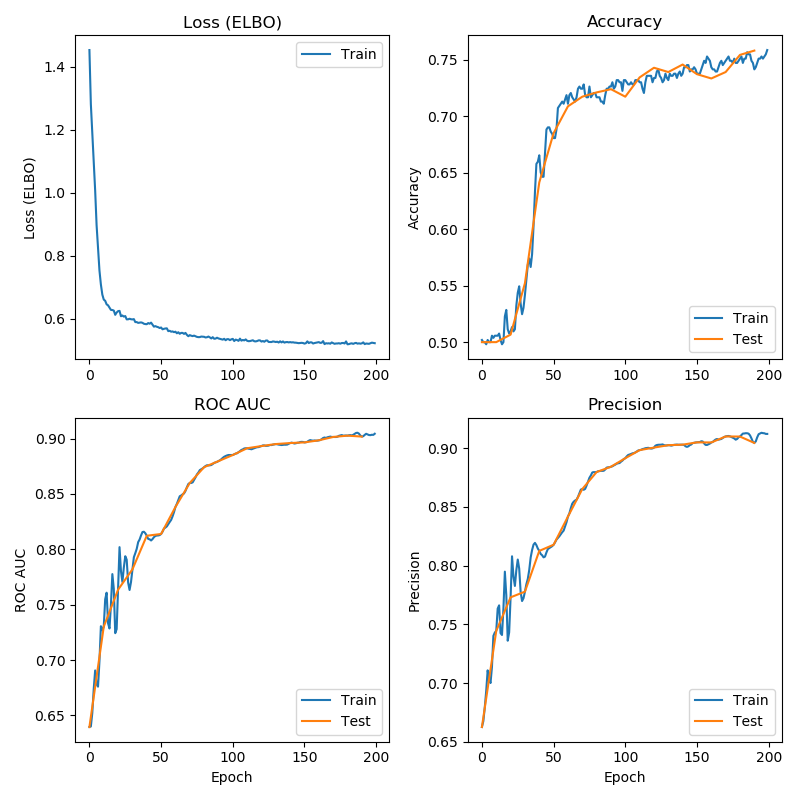 Loss (ELBO)
Loss (ELBO)
1.4
1.2
1.0
0.8
0.6
0
50
100
150
200
Train
Accuracy
Accuracy
0.75
0.70
0.65
0.60
0.55
0.50
0
50
100
150
200
Train
Test
ROC AUC
ROC AUC
0.90
0.85
0.80
0.75
0.70
0.65
0
50
100
150
200
Epoch
Train
Test
Precision
Precision
0.90
0.85
0.80
0.75
0.70
0.65
0
50
100
150
200
Epoch
Train
Test